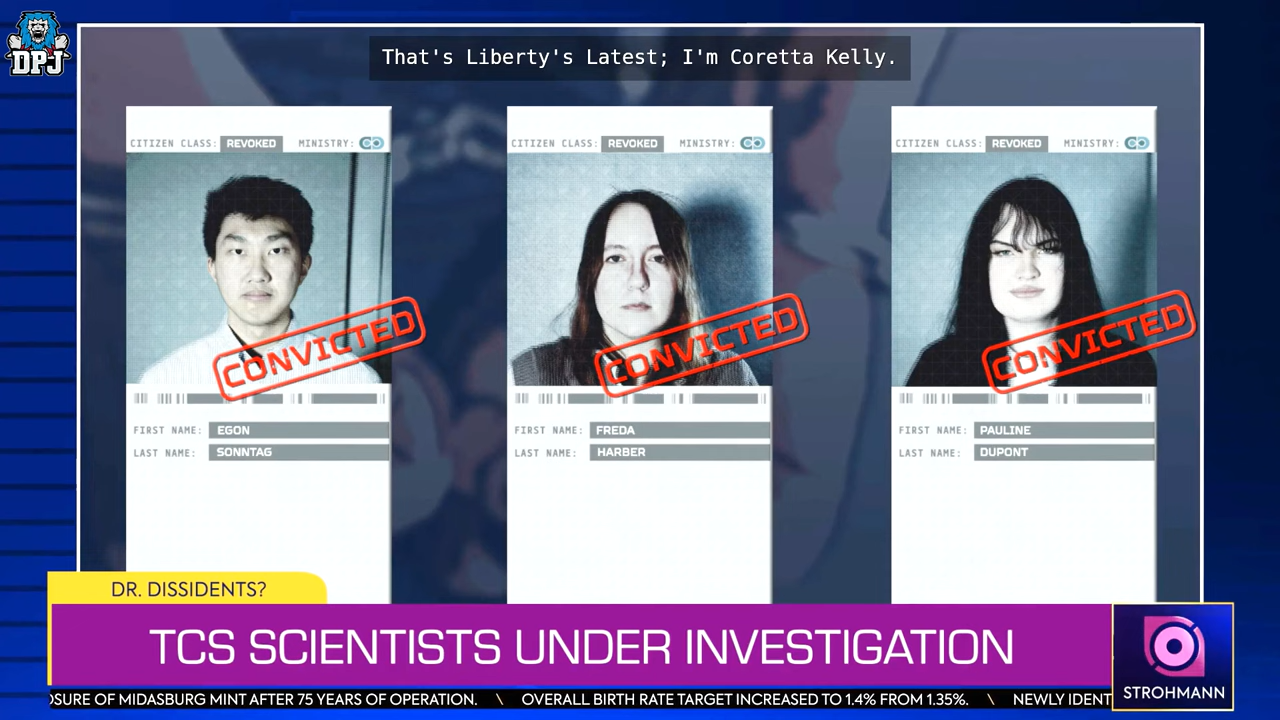 DPJ
That's Liberty's Latest; I'm Coretta Kelly.
CITIZEN CLASS: REVOKED MINISTRY:
CITIZEN CLASS: REVOKED MINISTRY:
CITIZEN CLASS: REVOKED MINISTRY:
CONVICTED
CONVICTED
CONVICTED
FIRST NAME: EGON
LAST NAME: SONNTAG
FIRST NAME: FREDA
LAST NAME: HARBER
FIRST NAME: PAULINE
LAST NAME: DUPONT
DR. DISSIDENTS?
TCS SCIENTISTS UNDER INVESTIGATION
STROHMANN
OSURE OF MIDASBURG MINT AFTER 75 YEARS OF OPERATION. \ OVERALL BIRTH RATE TARGET INCREASED TO 1.4% FROM 1.35%. \ NEWLY IDENT